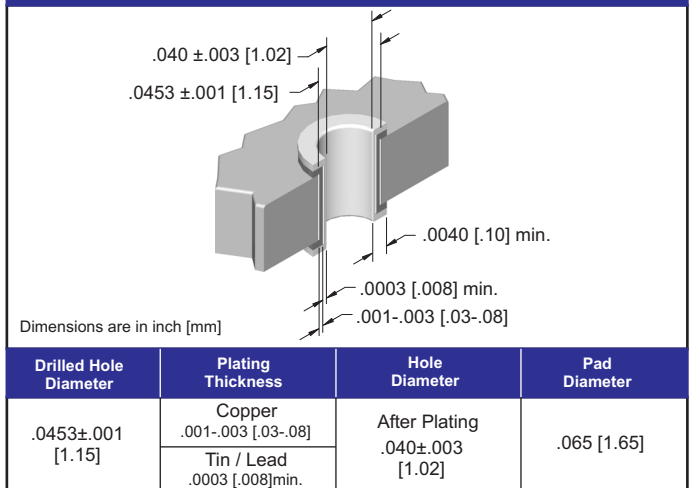 .040 ±.003 [1.02]
.0453 ±.001 [1.15]
.0040 [.10] min.
.0003 [.008] min.
.001-.003 [.03-.08]
Dimensions are in inch [mm]
Drilled Hole Diameter
Plating Thickness
Hole Diameter
Pad Diameter
.0453±.001
[1.15]
Copper
.001-.003 [.03-.08]
Tin / Lead
.0003 [.008]min.
After Plating
.040±.003
[1.02]
.065 [1.65]